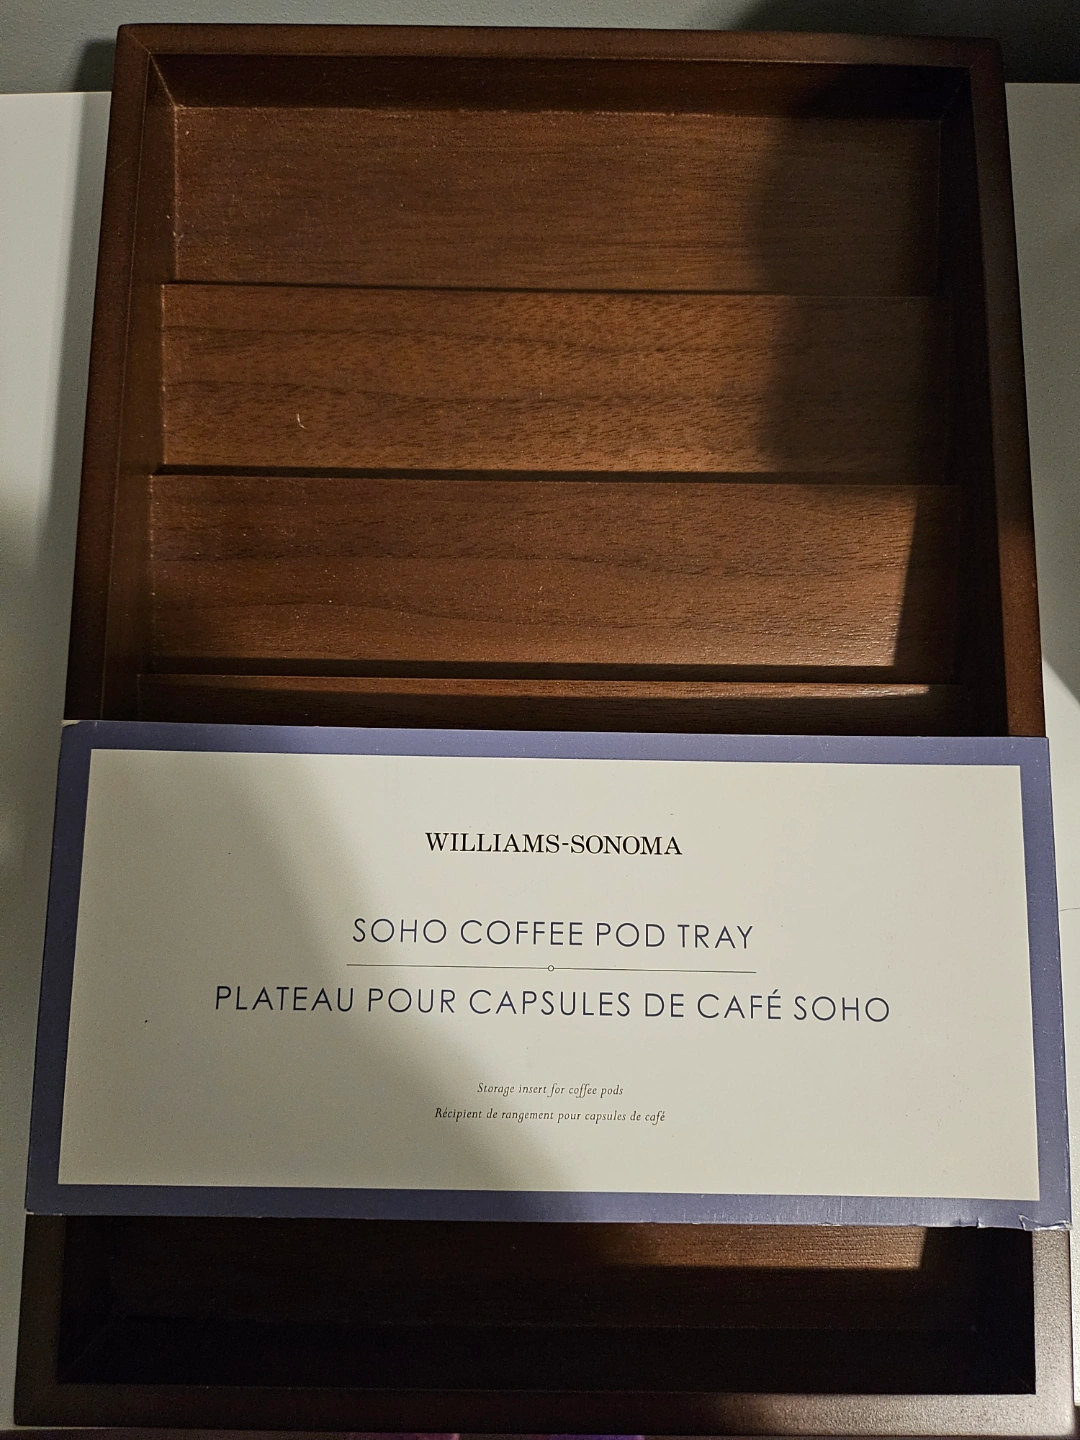 WILLIAMS-SONOMA
SOHO COFFEE POD TRAY
PLATEAU POUR CAPSULES DE CAFÉ SOHO
Storage insert for coffee pods
Récipient de rangement pour capsules de café